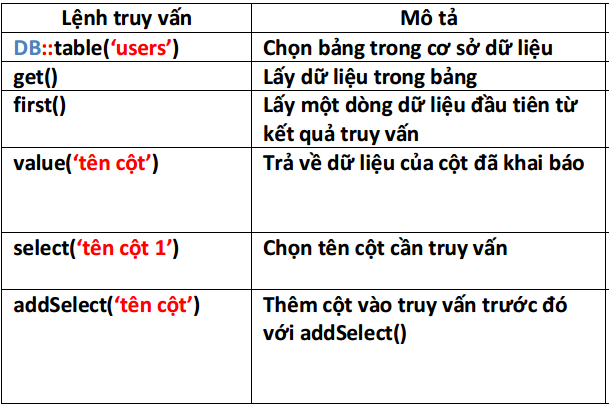 Lệnh truy vấn
Mô tả
DB::table(‘users’)
Chọn bảng trong cơ sở dữ liệu
get()
Lấy dữ liệu trong bảng
first()
Lấy một dòng dữ liệu đầu tiên từ
kết quả truy vấn
value(‘tên cột’)
Trả về dữ liệu của cột đã khai báo
select(‘tên cột 1’)
Chọn tên cột cần truy vấn
addSelect(‘tên cột’)
Thêm cột vào truy vấn trước đó
với addSelect()